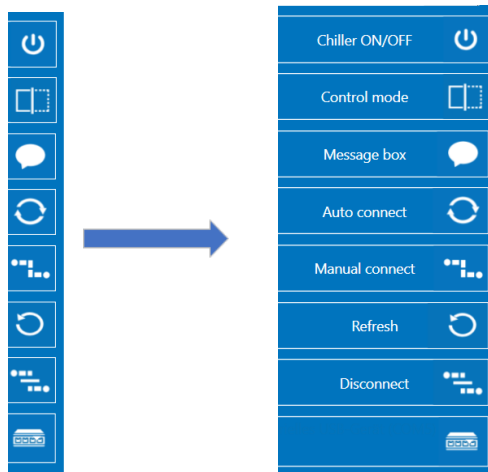 Chiller ON/OFF
Control mode
Message box
Auto connect
Manual connect
Refresh
Disconnect